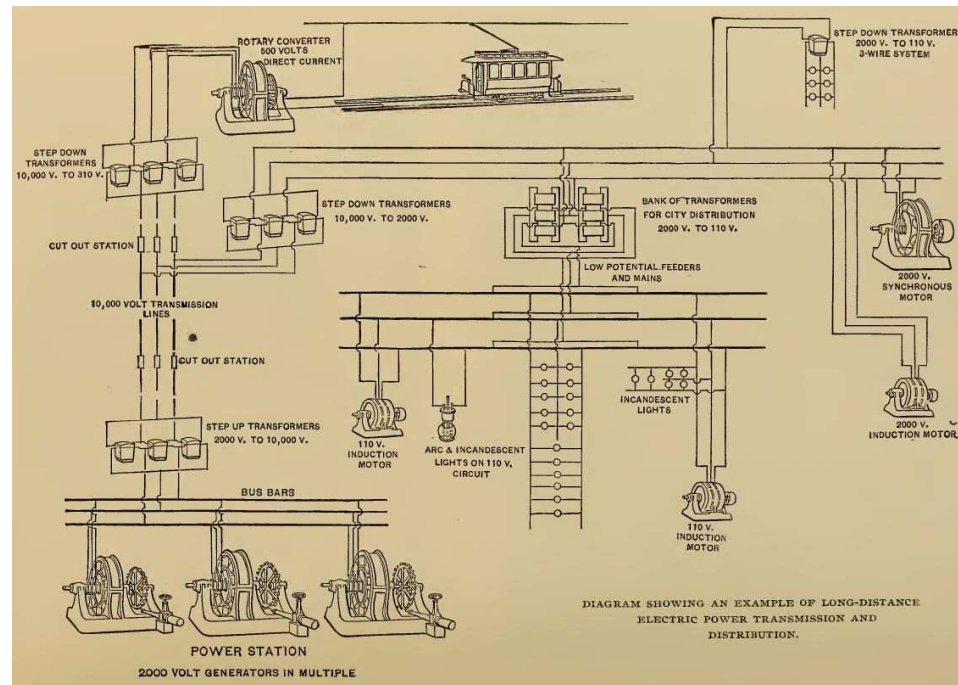 ROTARY CONVERTER
500 VOLTS
DIRECT CURRENT
STEP DOWN TRANSFORMER
2000 V. TO 110 V.
3-WIRE SYSTEM
STEP DOWN
TRANSFORMERS
10,000 V. TO 310 V.
STEP DOWN TRANSFORMERS
10,000 V. TO 2000 V.
BANK OF TRANSFORMERS
FOR CITY DISTRIBUTION
2000 V. TO 110 V.
CUT OUT STATION
LOW POTENTIAL FEEDERS
AND MAINS
2000 V.
SYNCHRONOUS
MOTOR
10,000 VOLT TRANSMISSION
LINES
CUT OUT STATION
INCANDESCENT
LIGHTS
STEP UP TRANSFORMERS
2000 V. TO 10,000 V.
110 V.
INDUCTION
MOTOR
ARC & INCANDESCENT
LIGHTS ON 110 V.
CIRCUIT
2000 V.
INDUCTION MOTOR.
BUS BARS
110 V.
INDUCTION
MOTOR
POWER STATION
2000 VOLT GENERATORS IN MULTIPLE
DIAGRAM SHOWING AN EXAMPLE OF LONG-DISTANCE
ELECTRIC POWER TRANSMISSION AND
DISTRIBUTION.